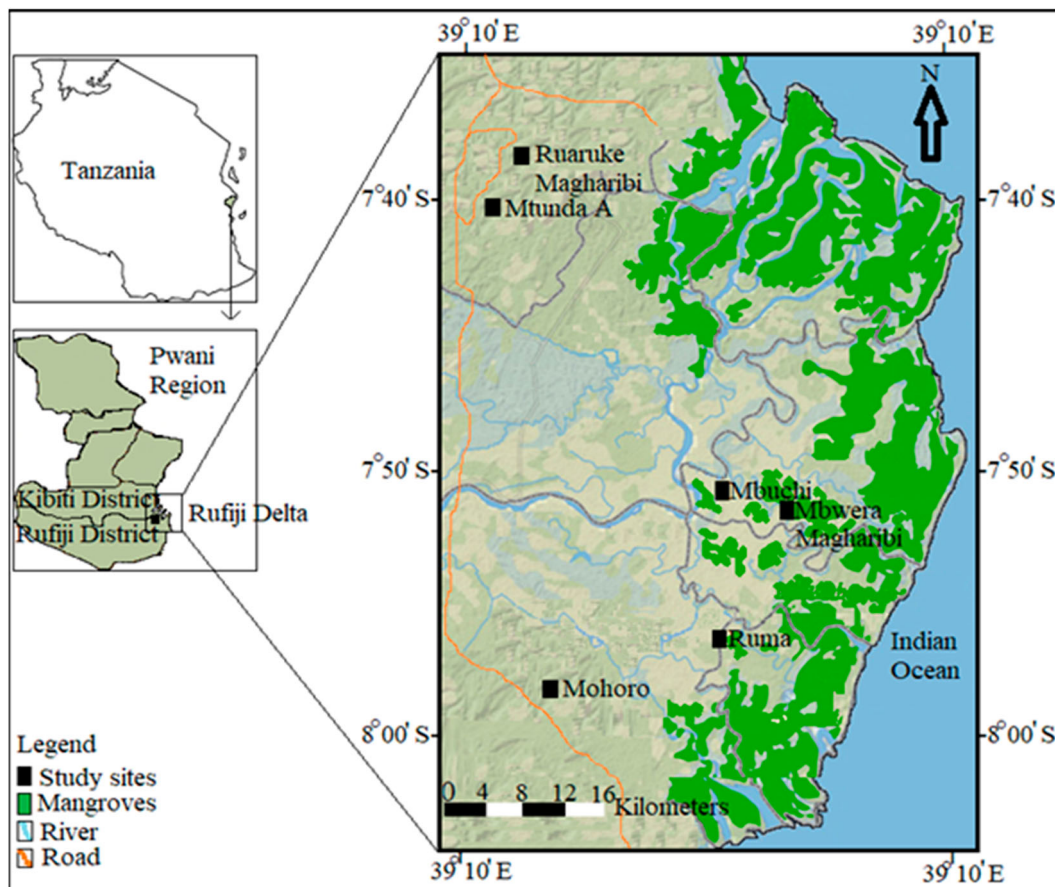 Tanzania
Pwani
Region
Kibiti District
Rufiji District
Rufiji Delta
Legend
Study sites
Mangroves
River
Road
39°10' E
39°10' E
N
7°40' S
7°40' S
Ruaruke
Magharibi
Mtunda A
7°50' S
7°50' S
Mbuchi
Mbwera
Magharibi
Ruma
Indian
Ocean
Mohoro
8°00' S
8°00' S
0 4 8 12 16
Kilometers
39°10' E
39°10' E